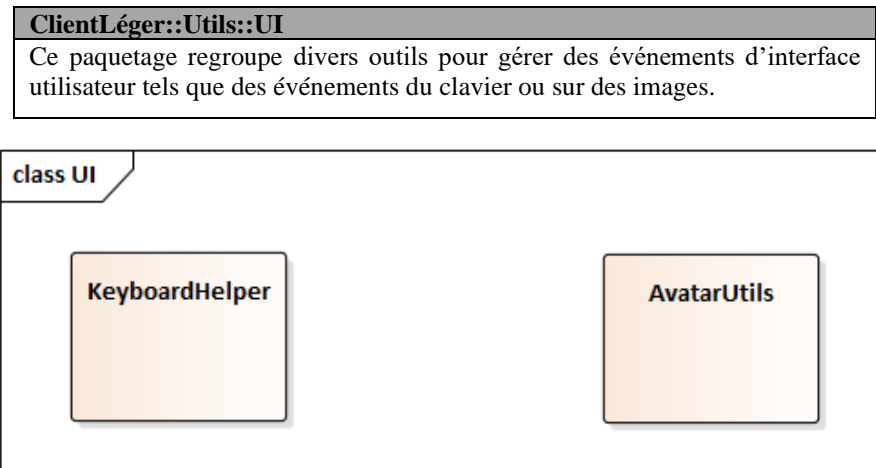 ClientLéger::Utils::UI
Ce paquetage regroupe divers outils pour gérer des événements d’interface
utilisateur tels que des événements du clavier ou sur des images.
class UI
KeyboardHelper
AvatarUtils